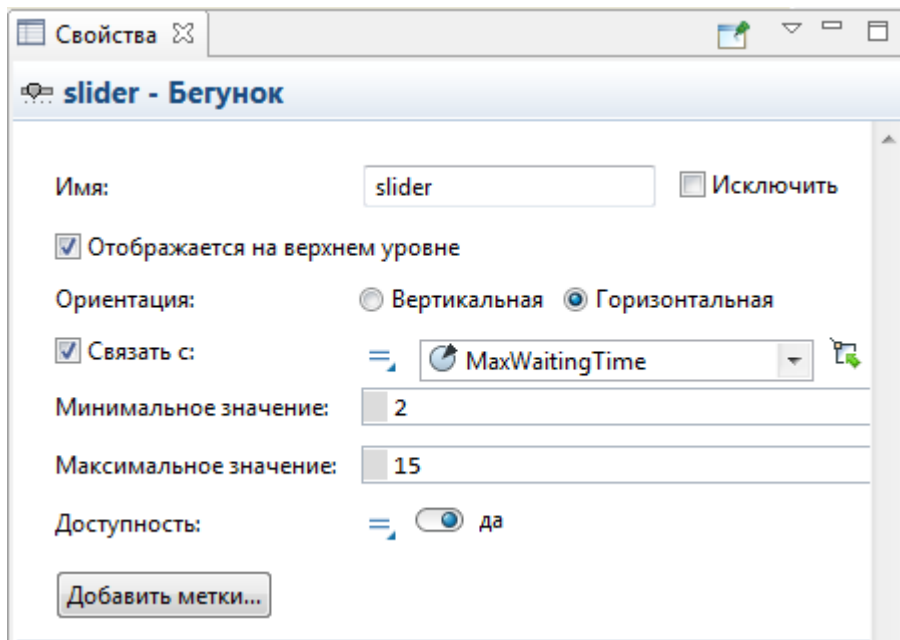 Свойства
slider - Бегунок
Имя: slider Исключить
Отображается на верхнем уровне
Ориентация: Вертикальная Горизонтальная
Связать с: MaxWaitingTime
Минимальное значение: 2
Максимальное значение: 15
Доступность: да
Добавить метки...